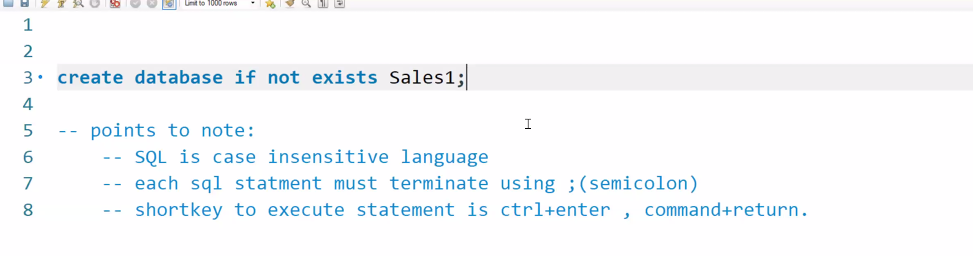 Limit to 1000 rows
1
2
3 create database if not exists Sales1;
4
5 -- points to note:
6 -- SQL is case insensitive language
7 -- each sql statment must terminate using ;(semicolon)
8 -- shortkey to execute statement is ctrl+enter , command+return.